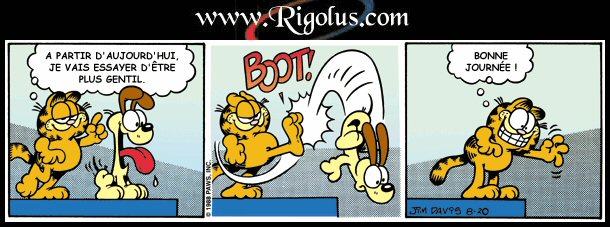 www.Rigolus.com
A PARTIR D'AUJOURD'HUI,
JE VAIS ESSAYER D'ÊTRE
PLUS GENTIL.
BOOT!
© 1988 PAWS, INC.
BONNE
JOURNÉE !
JIM DAVIS 8-20